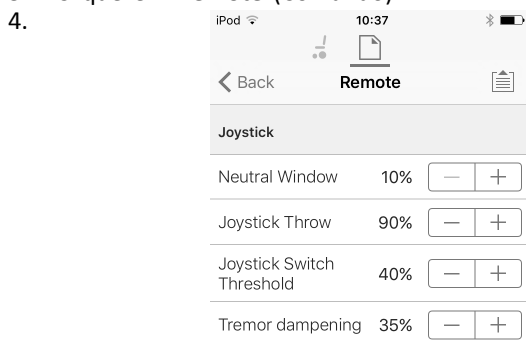 4.
iPod 10:37
Back Remote
Joystick
Neutral Window 10% — +
Joystick Throw 90% — +
Joystick Switch
Threshold 40% — +
Tremor dampening 35% — +